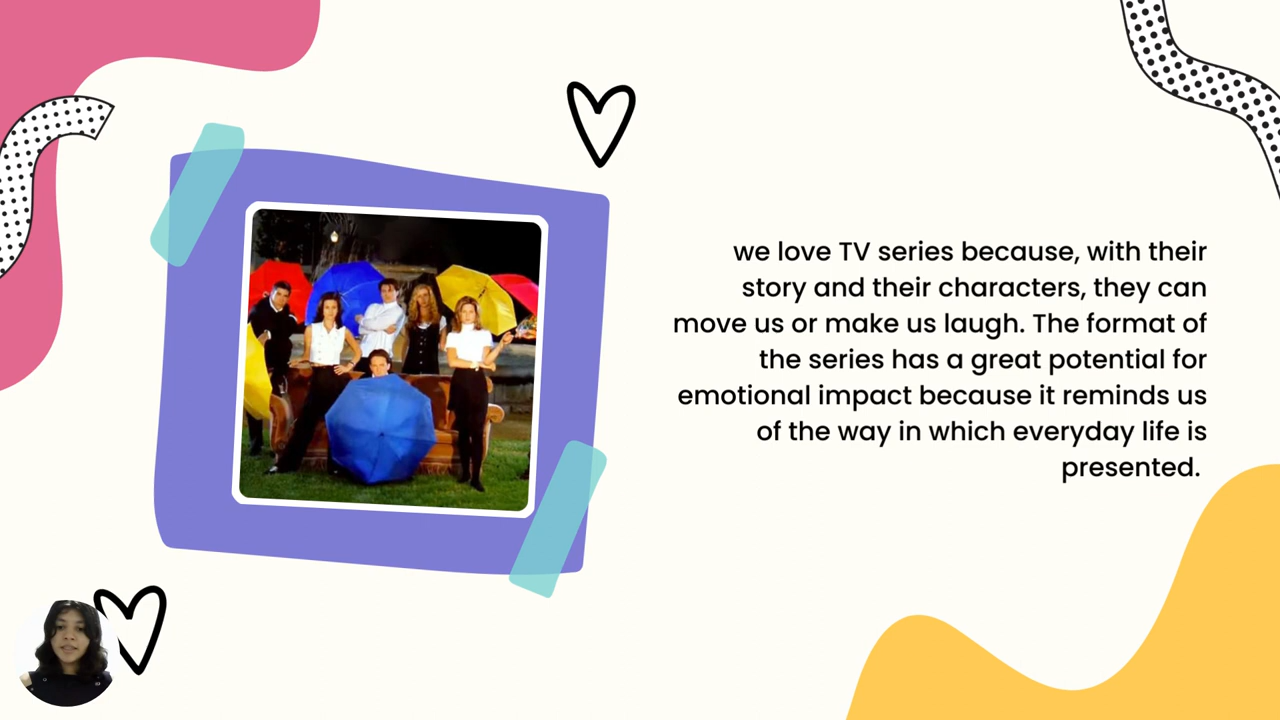 we love TV series because, with their
story and their characters, they can
move us or make us laugh. The format of
the series has a great potential for
emotional impact because it reminds us
of the way in which everyday life is
presented.